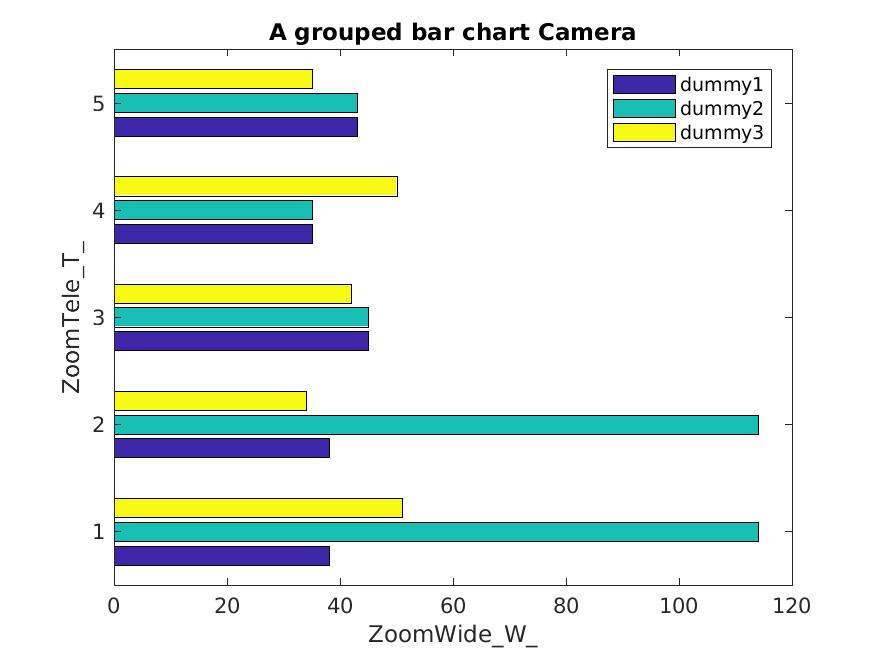 A grouped bar chart Camera
dummy1
dummy2
dummy3
5
4
3
2
1
ZoomTele_T_
0 20 40 60 80 100 120
ZoomWide_W_